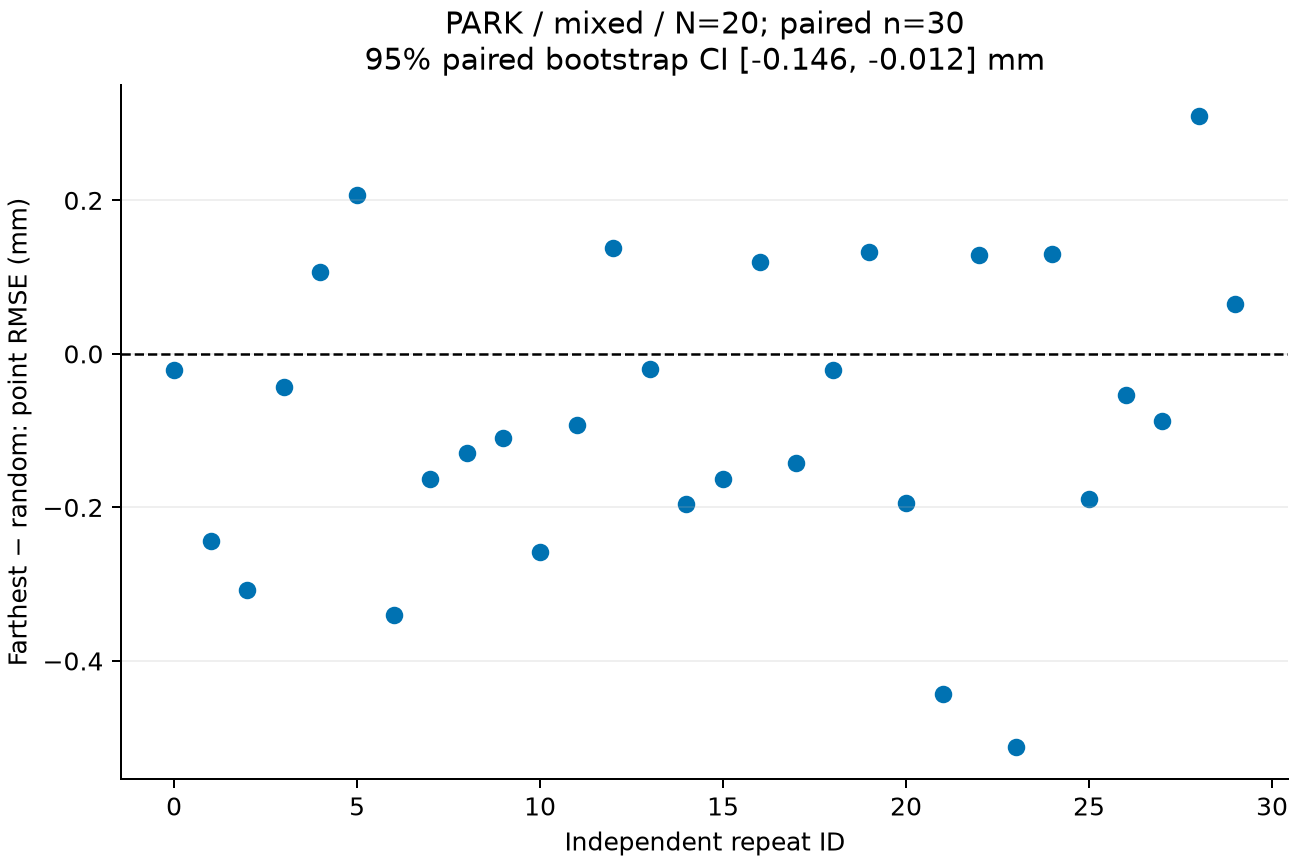 PARK / mixed / N=20; paired n=30
95% paired bootstrap CI [-0.146, -0.012] mm
Farthest − random: point RMSE (mm)
0.2
0.0
−0.2
−0.4
0 5 10 15 20 25 30
Independent repeat ID